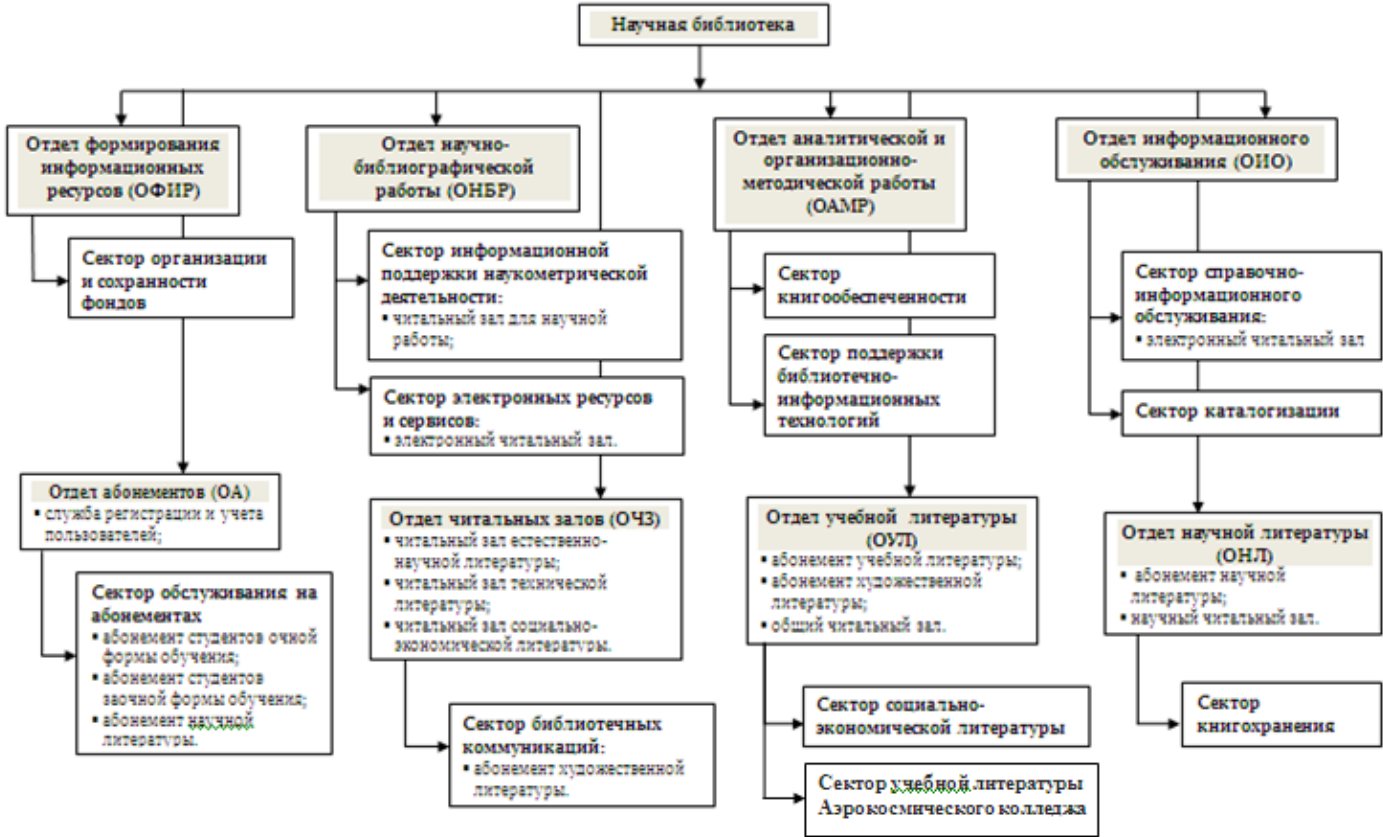 Научная библиотека
Отдел формирования
информационных
ресурсов (ОФИР)
Сектор организации
и сохранности
фондов
Отдел абонементов (ОА)
▪ служба регистрации и учета
пользователей;
Сектор обслуживания на
абонементах
▪ абонемент студентов очной
формы обучения;
▪ абонемент студентов
заочной формы обучения;
▪ абонемент научной
литературы.
Отдел научно-
библиографической
работы (ОНБР)
Сектор информационной
поддержки наукометрической
деятельности:
▪ читальный зал для научной
работы;
Сектор электронных ресурсов
и сервисов:
▪ электронный читальный зал.
Отдел читальных залов (ОЧЗ)
▪ читальный зал естественно-
научной литературы;
▪ читальный зал технической
литературы;
▪ читальный зал социально-
экономической литературы.
Сектор библиотечных
коммуникаций:
▪ абонемент художественной
литературы.
Отдел аналитической и
организационно-
методической работы
(ОАМР)
Сектор
книгообеспеченности
Сектор поддержки
библиотечно-
информационных
технологий
Отдел учебной литературы
(ОУЛ)
▪ абонемент учебной литературы;
▪ абонемент художественной
литературы;
▪ общий читальный зал.
Сектор социально-
экономической литературы
Сектор учебной литературы
Аэрокосмического колледжа
Отдел информационного
обслуживания (ОИО)
Сектор справочно-
информационного
обслуживания:
▪ электронный читальный зал
Сектор каталогизации
Отдел научной литературы
(ОНЛ)
▪ абонемент научной
литературы;
▪ научный читальный зал.
Сектор
книгохранения